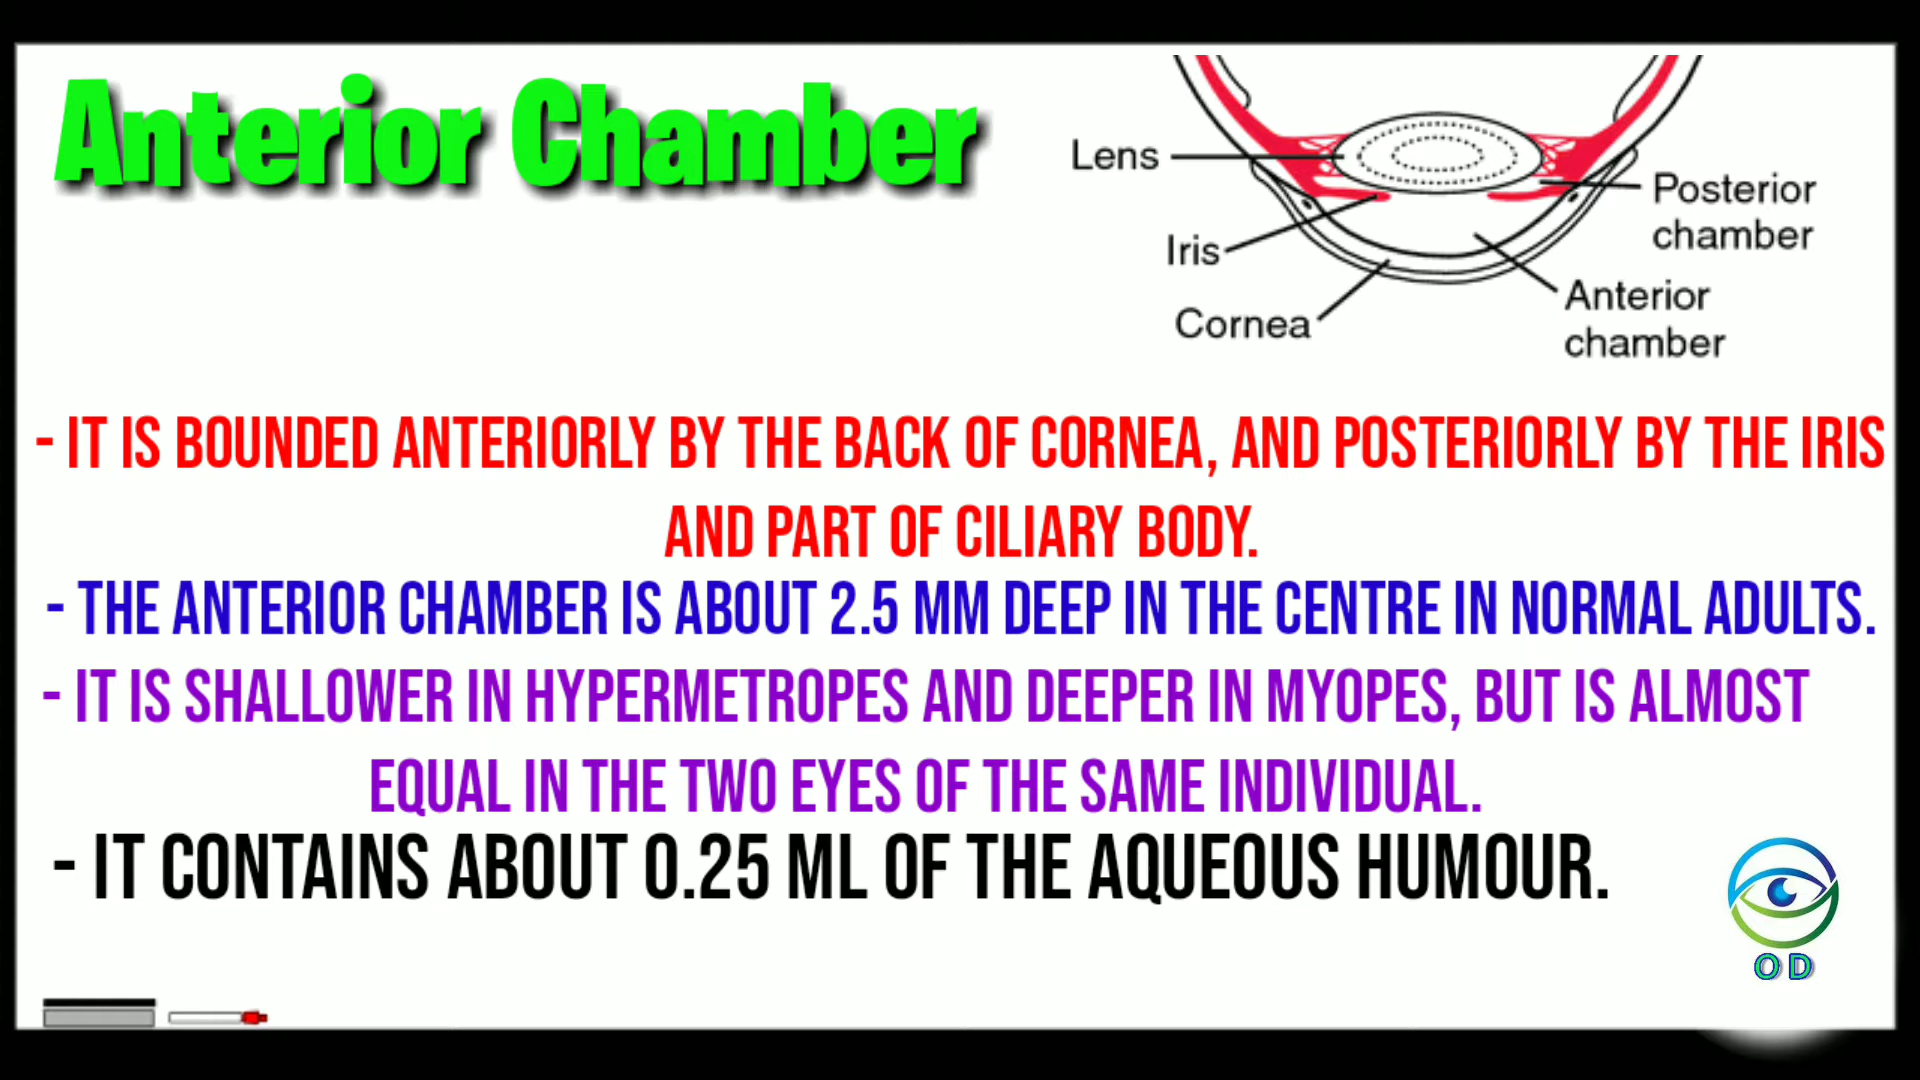 Anterior Chamber
Lens
Posterior
chamber
Iris
Anterior
chamber
Cornea
- IT IS BOUNDED ANTERIORLY BY THE BACK OF CORNEA, AND POSTERIORLY BY THE IRIS
AND PART OF CILIARY BODY.
- THE ANTERIOR CHAMBER IS ABOUT 2.5 MM DEEP IN THE CENTRE IN NORMAL ADULTS.
- IT IS SHALLOWER IN HYPERMETROPES AND DEEPER IN MYOPES, BUT IS ALMOST
EQUAL IN THE TWO EYES OF THE SAME INDIVIDUAL.
- IT CONTAINS ABOUT 0.25 ML OF THE AQUEOUS HUMOUR.
O D